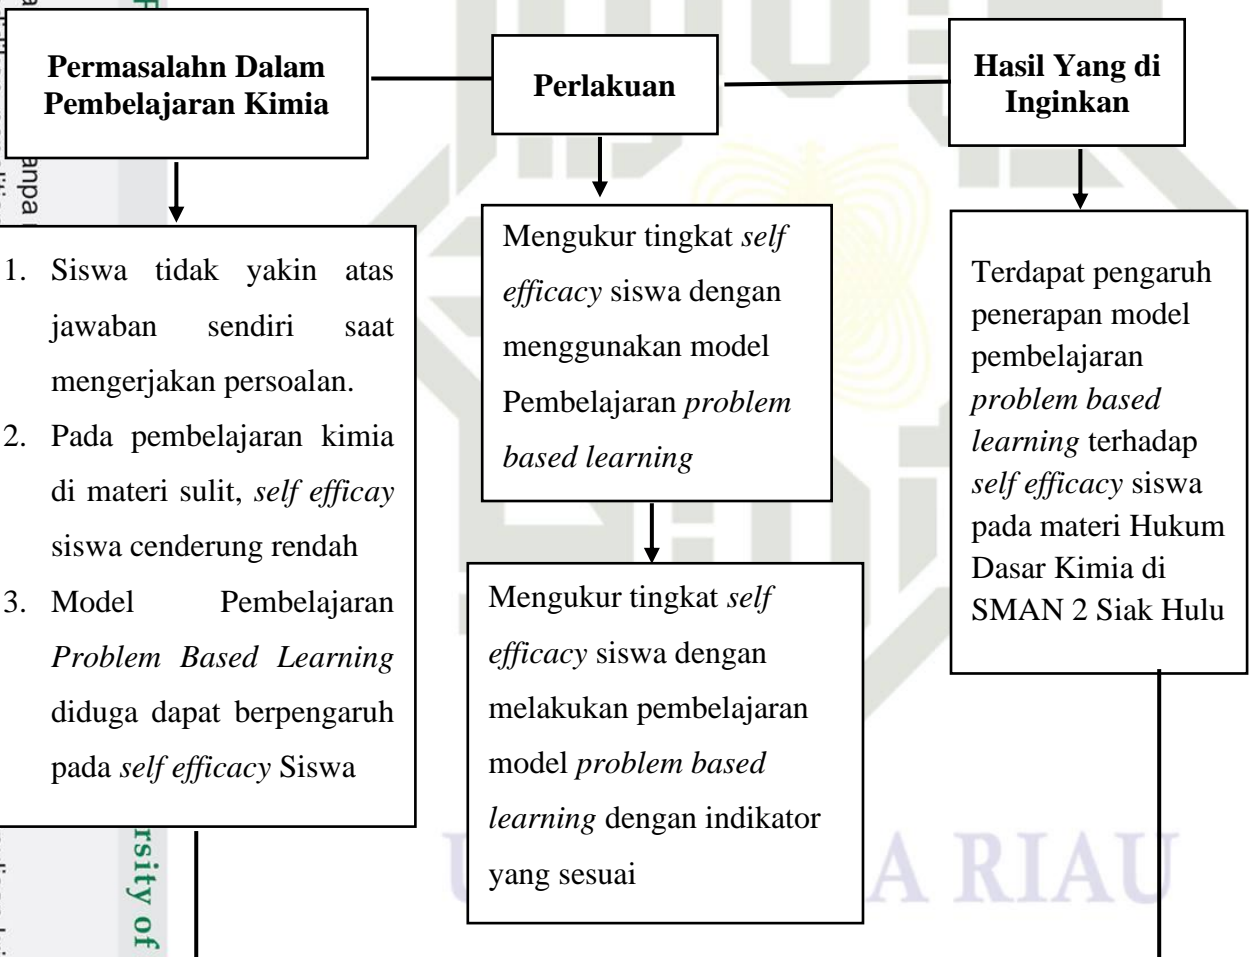 Permasalahn Dalam
Pembelajaran Kimia
Perlakuan
Hasil Yang di
Inginkan
1. Siswa tidak yakin atas
jawaban sendiri saat
mengerjakan persoalan.
2. Pada pembelajaran kimia
di materi sulit, self efficay
siswa cenderung rendah
3. Model Pembelajaran
Problem Based Learning
diduga dapat berpengaruh
pada self efficacy Siswa
Mengukur tingkat self
efficacy siswa dengan
menggunakan model
Pembelajaran problem
based learning
Mengukur tingkat self
efficacy siswa dengan
melakukan pembelajaran
model problem based
learning dengan indikator
yang sesuai
Terdapat pengaruh
penerapan model
pembelajaran
problem based
learning terhadap
self efficacy siswa
pada materi Hukum
Dasar Kimia di
SMAN 2 Siak Hulu
A RIAU
rsity of
anpa